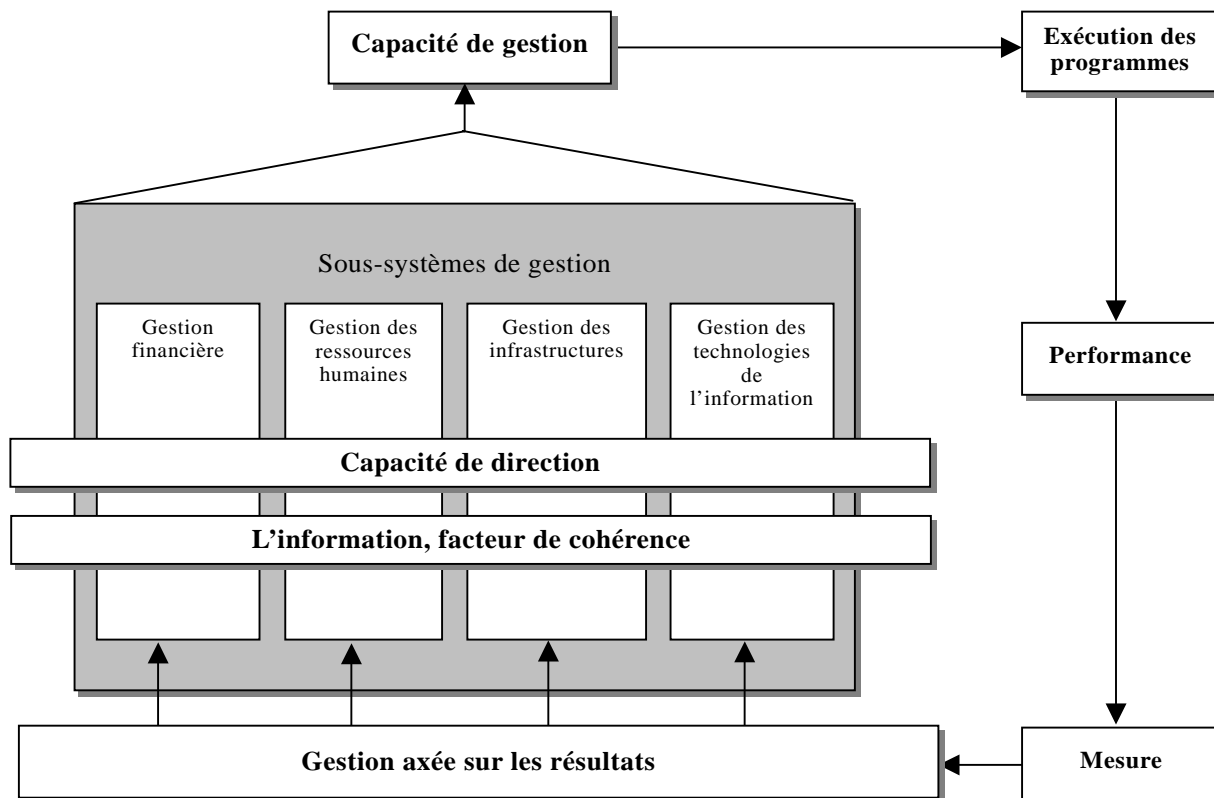 Capacité de gestion
Exécution des
programmes
Sous-systèmes de gestion
Gestion
financière
Gestion des
ressources
humaines
Gestion des
infrastructures
Gestion des
technologies
de
l’information
Performance
Capacité de direction
L’information, facteur de cohérence
Gestion axée sur les résultats
Mesure